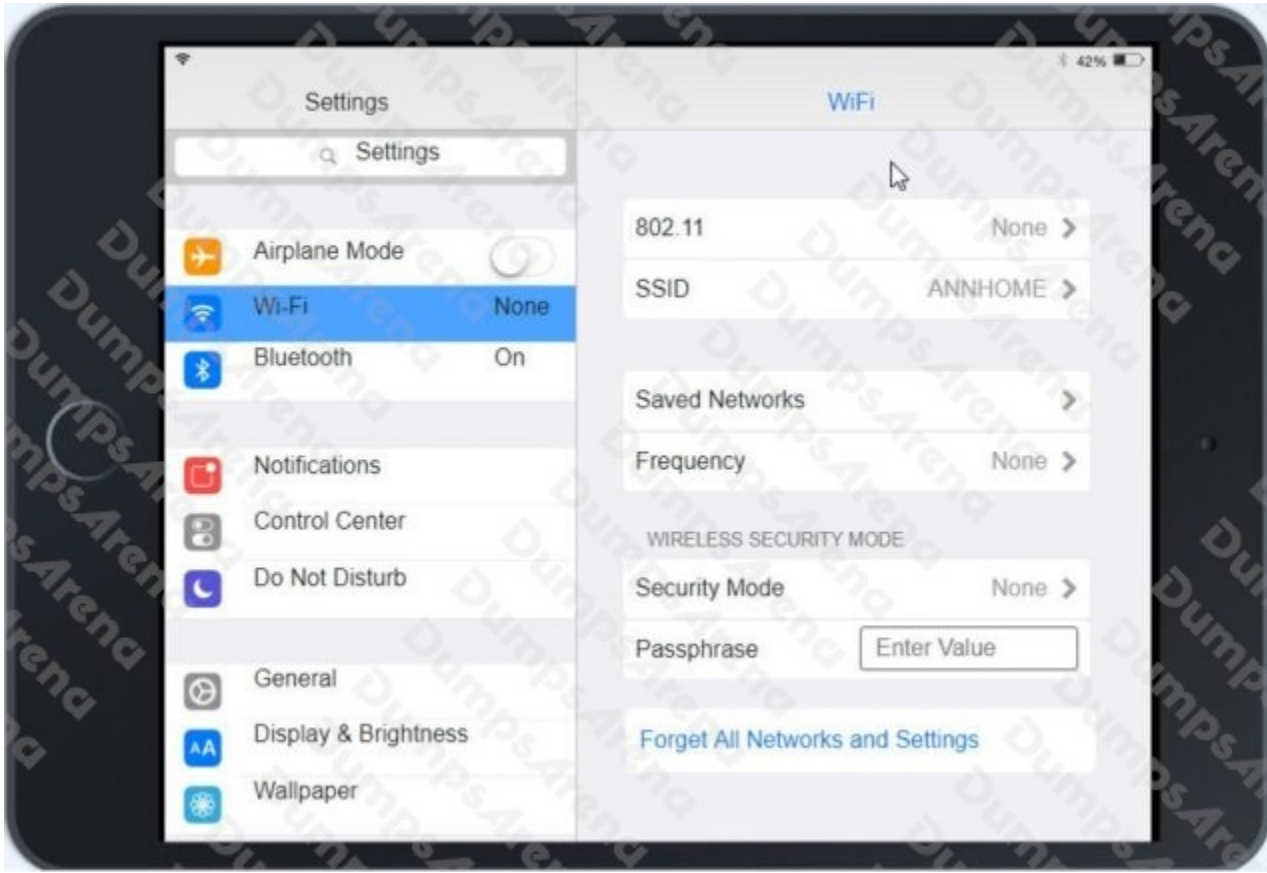 42%
Settings
WiFi
Settings
802.11 None
Airplane Mode
SSID ANNHOME
Wi-Fi None
Bluetooth On
Saved Networks
Frequency None
Notifications
Control Center
WIRELESS SECURITY MODE
Do Not Disturb
Security Mode None
Passphrase Enter Value
General
Display & Brightness
AA
Forget All Networks and Settings
Wallpaper
DumpsArena